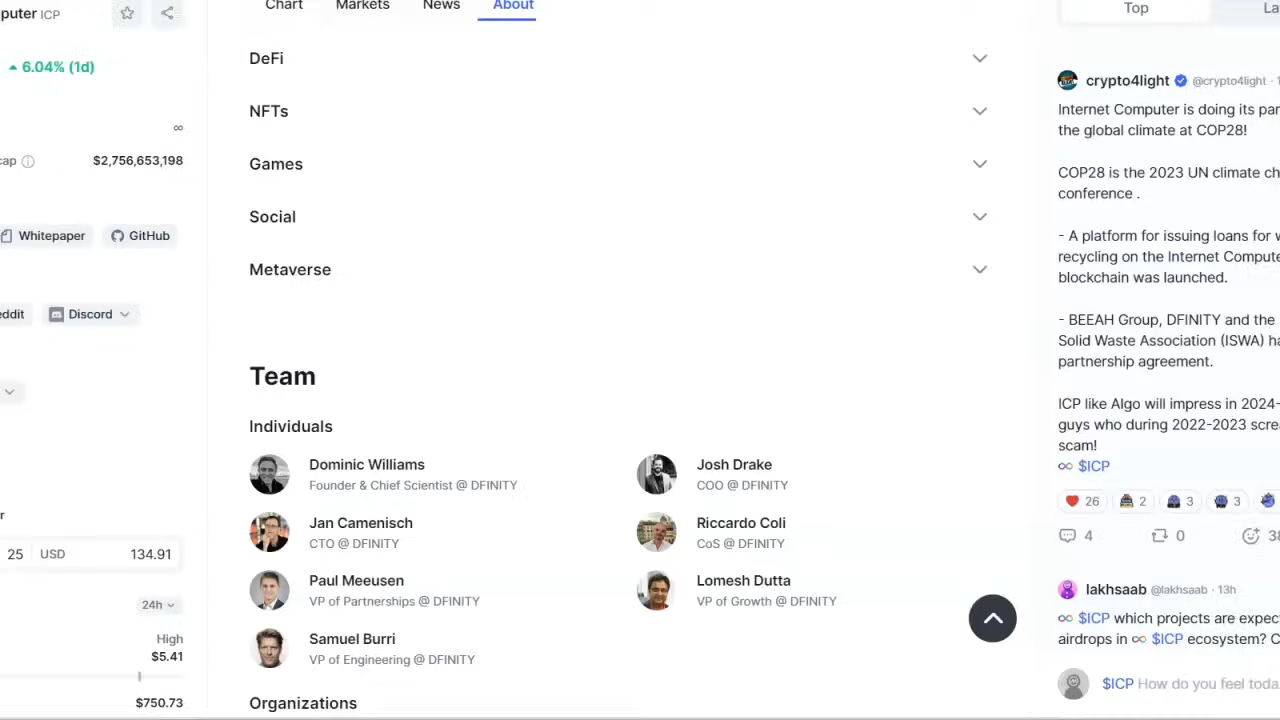 puter ICP
6.04% (1d)
∞
cap
$2,756,653,198
Whitepaper
GitHub
eddit
Discord
r
25
USD
134.91
24h
High
$5.41
$750.73
Chart
Markets
News
About
DeFi
NFTs
Games
Social
Metaverse
Team
Individuals
Dominic Williams
Founder & Chief Scientist @ DFINITY
Josh Drake
COO @ DFINITY
Jan Camenisch
CTO @ DFINITY
Riccardo Coli
CoS @ DFINITY
Paul Meeusen
VP of Partnerships @ DFINITY
Lomesh Dutta
VP of Growth @ DFINITY
Samuel Burri
VP of Engineering @ DFINITY
Organizations
Top
La
crypto4light @crypto4light · 1
Internet Computer is doing its par
the global climate at COP28!
COP28 is the 2023 UN climate ch
conference .
- A platform for issuing loans for w
recycling on the Internet Compute
blockchain was launched.
- BEEAH Group, DFINITY and the
Solid Waste Association (ISWA) ha
partnership agreement.
ICP like Algo will impress in 2024-
guys who during 2022-2023 screa
scam!
∞ $ICP
26
2
3
3
4
0
38
lakhsaab @lakhsaab · 13h
∞ $ICP which projects are expec
airdrops in ∞ $ICP ecosystem? C
$ICP How do you feel toda